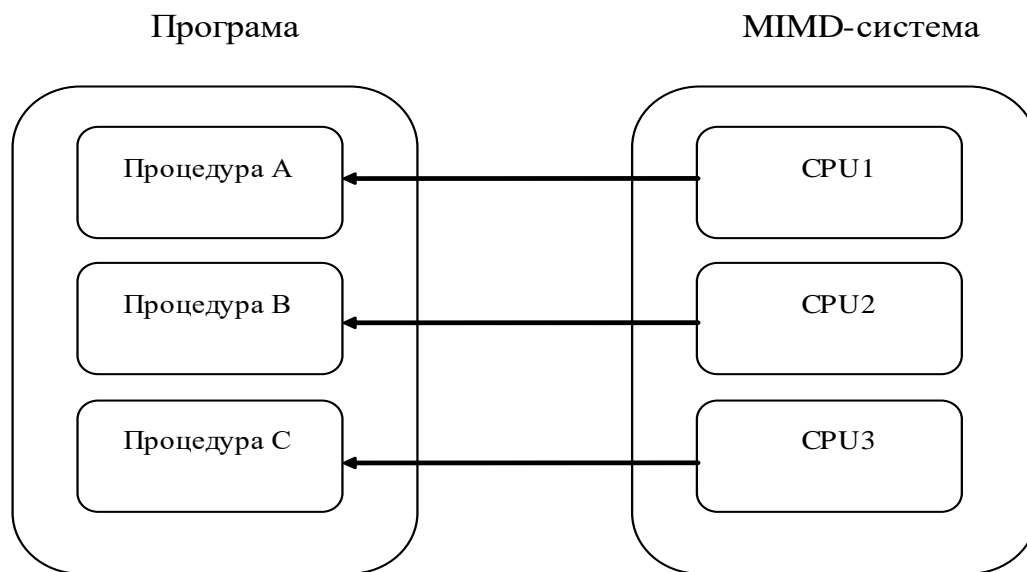 Програма
MIMD-система
Процедура А
CPU1
Процедура В
CPU2
Процедура С
CPU3